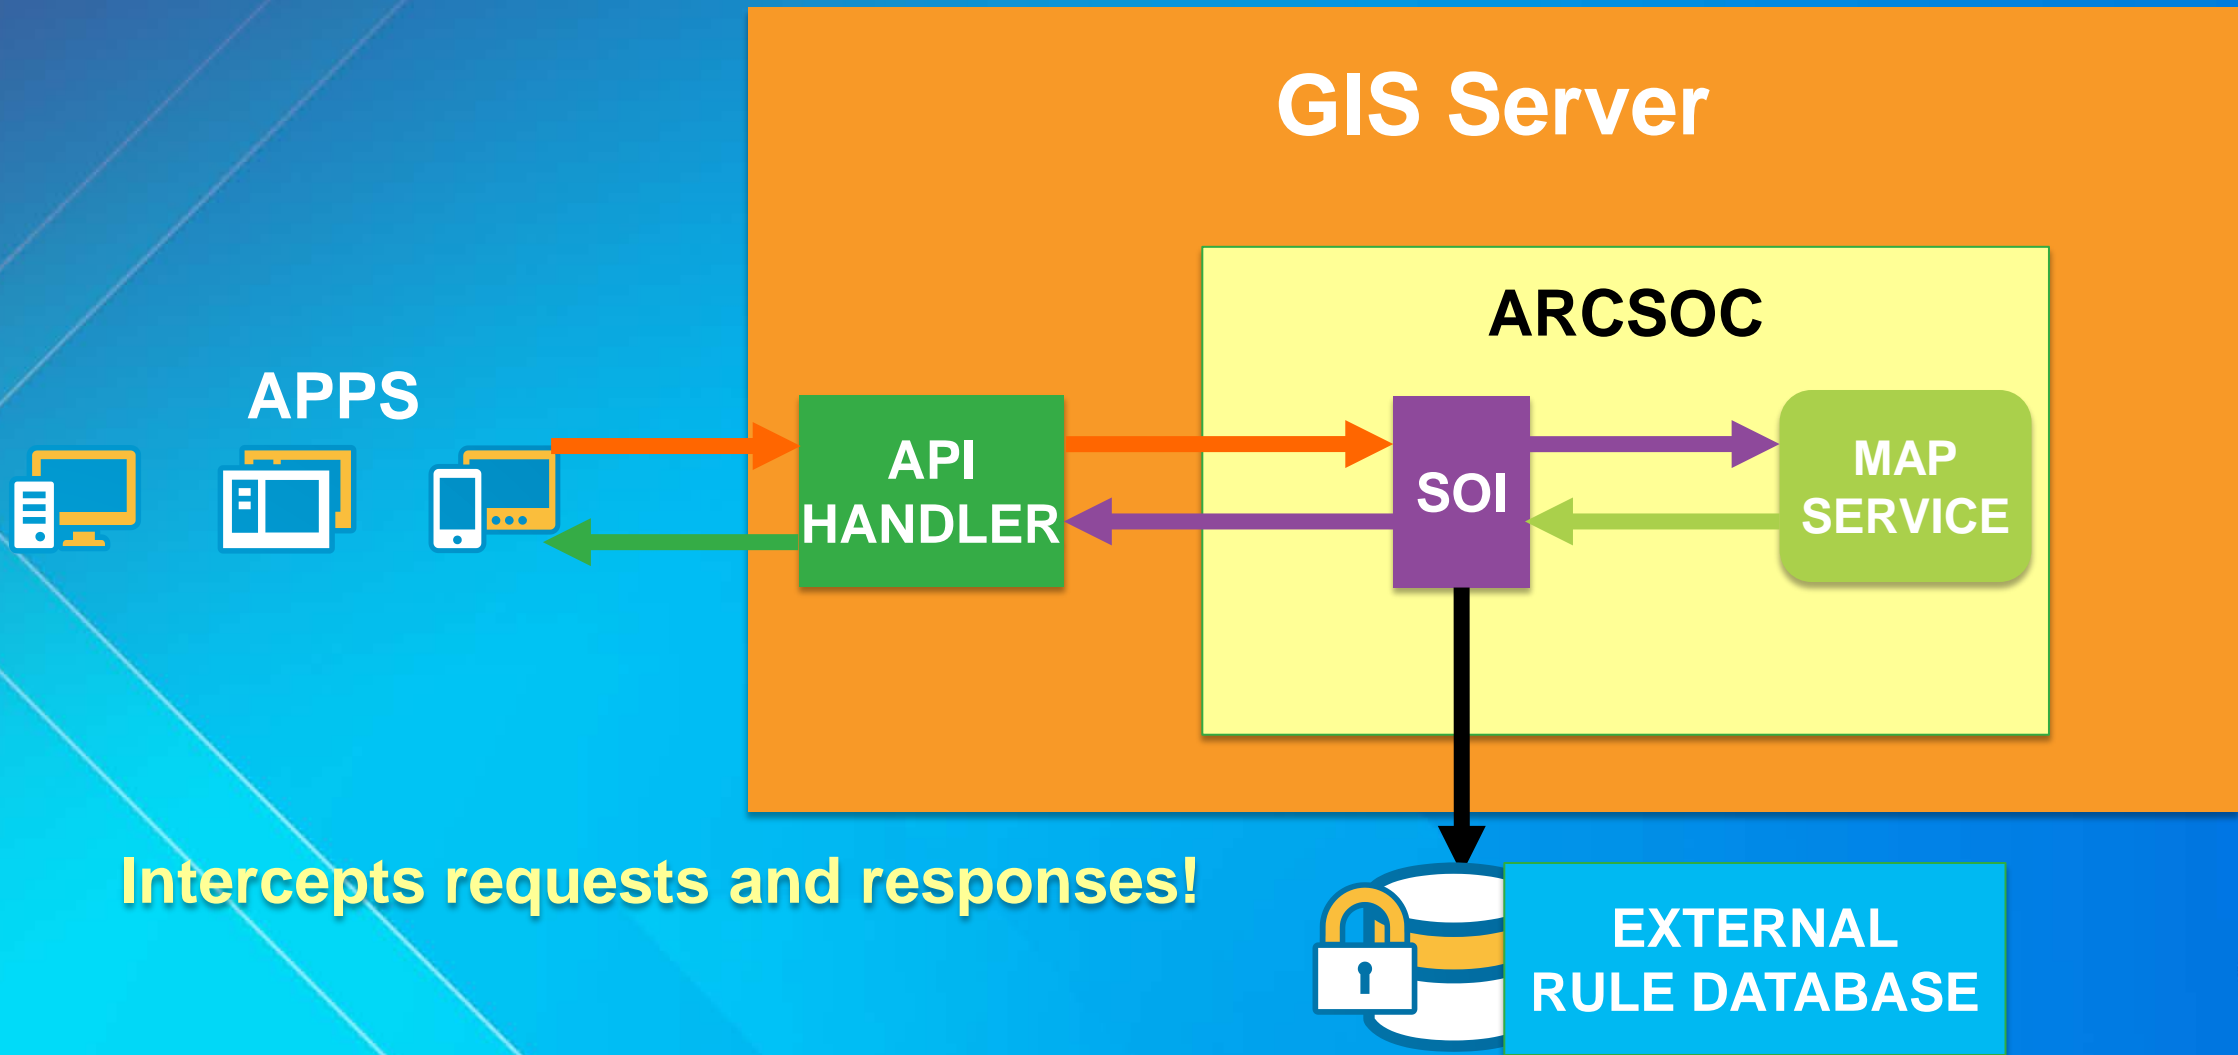 GIS Server
ARCSOC
APPS
API
HANDLER
SOI
MAP
SERVICE
Intercepts requests and responses!
EXTERNAL
RULE DATABASE